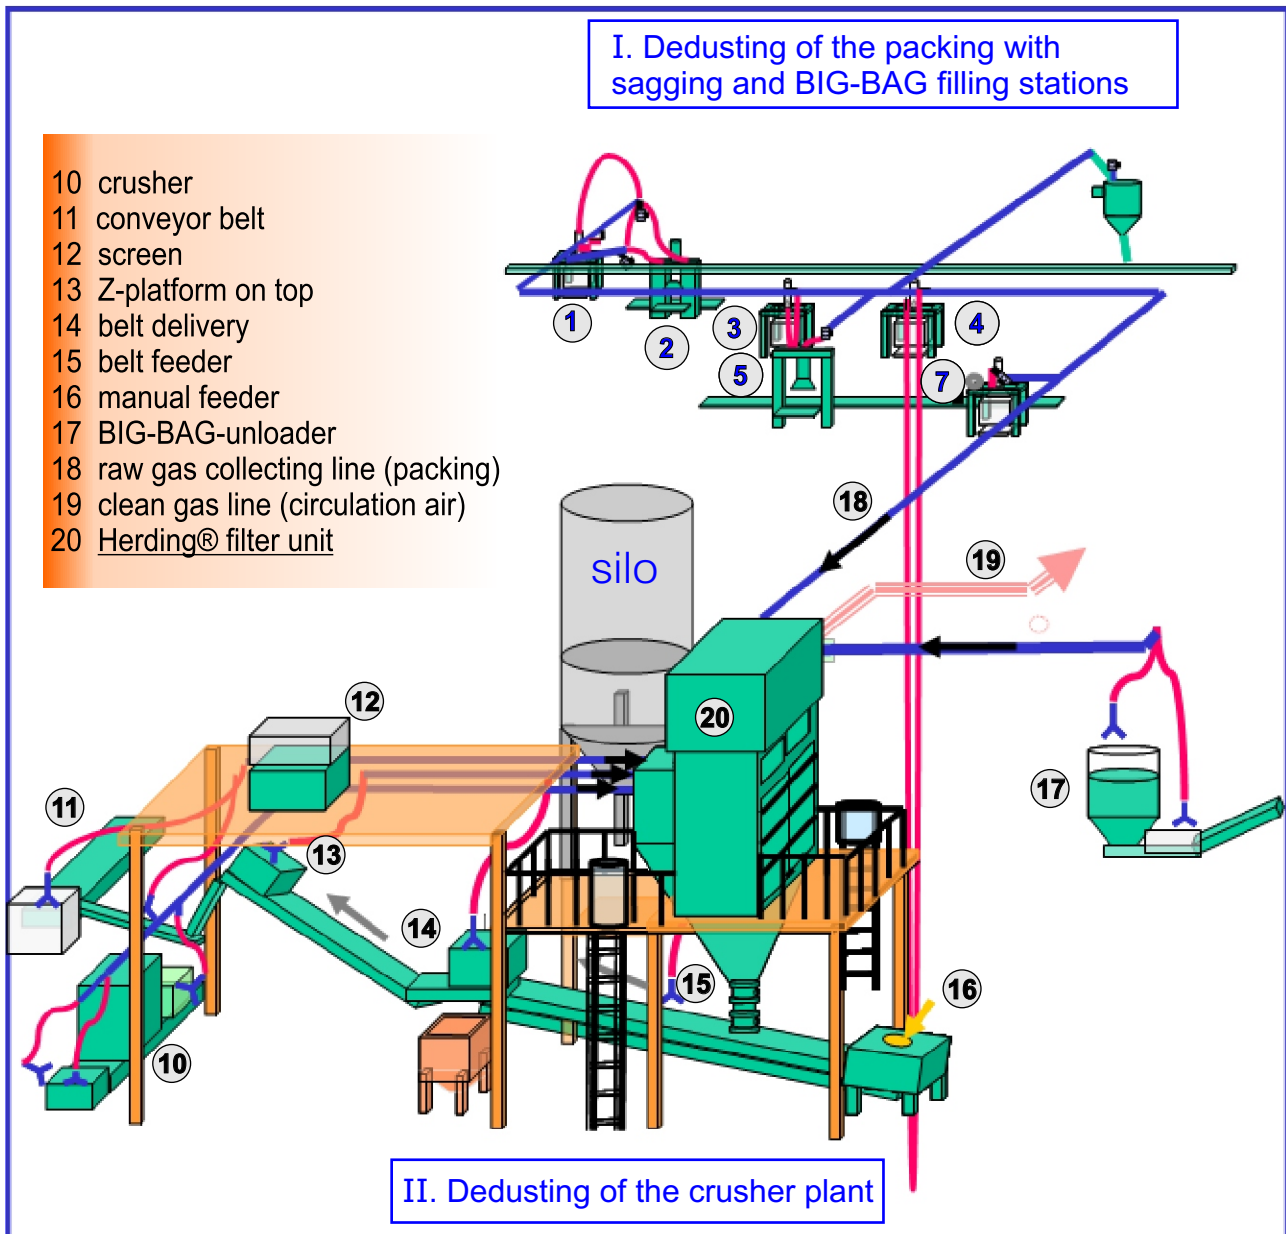 I. Dedusting of the packing with
sagging and BIG-BAG filling stations
10 crusher
11 conveyor belt
12 screen
13 Z-platform on top
14 belt delivery
15 belt feeder
16 manual feeder
17 BIG-BAG-unloader
18 raw gas collecting line (packing)
19 clean gas line (circulation air)
20 Herding® filter unit
1
2
3
4
5
7
18
19
silo
20
12
17
11
13
14
15
16
10
II. Dedusting of the crusher plant